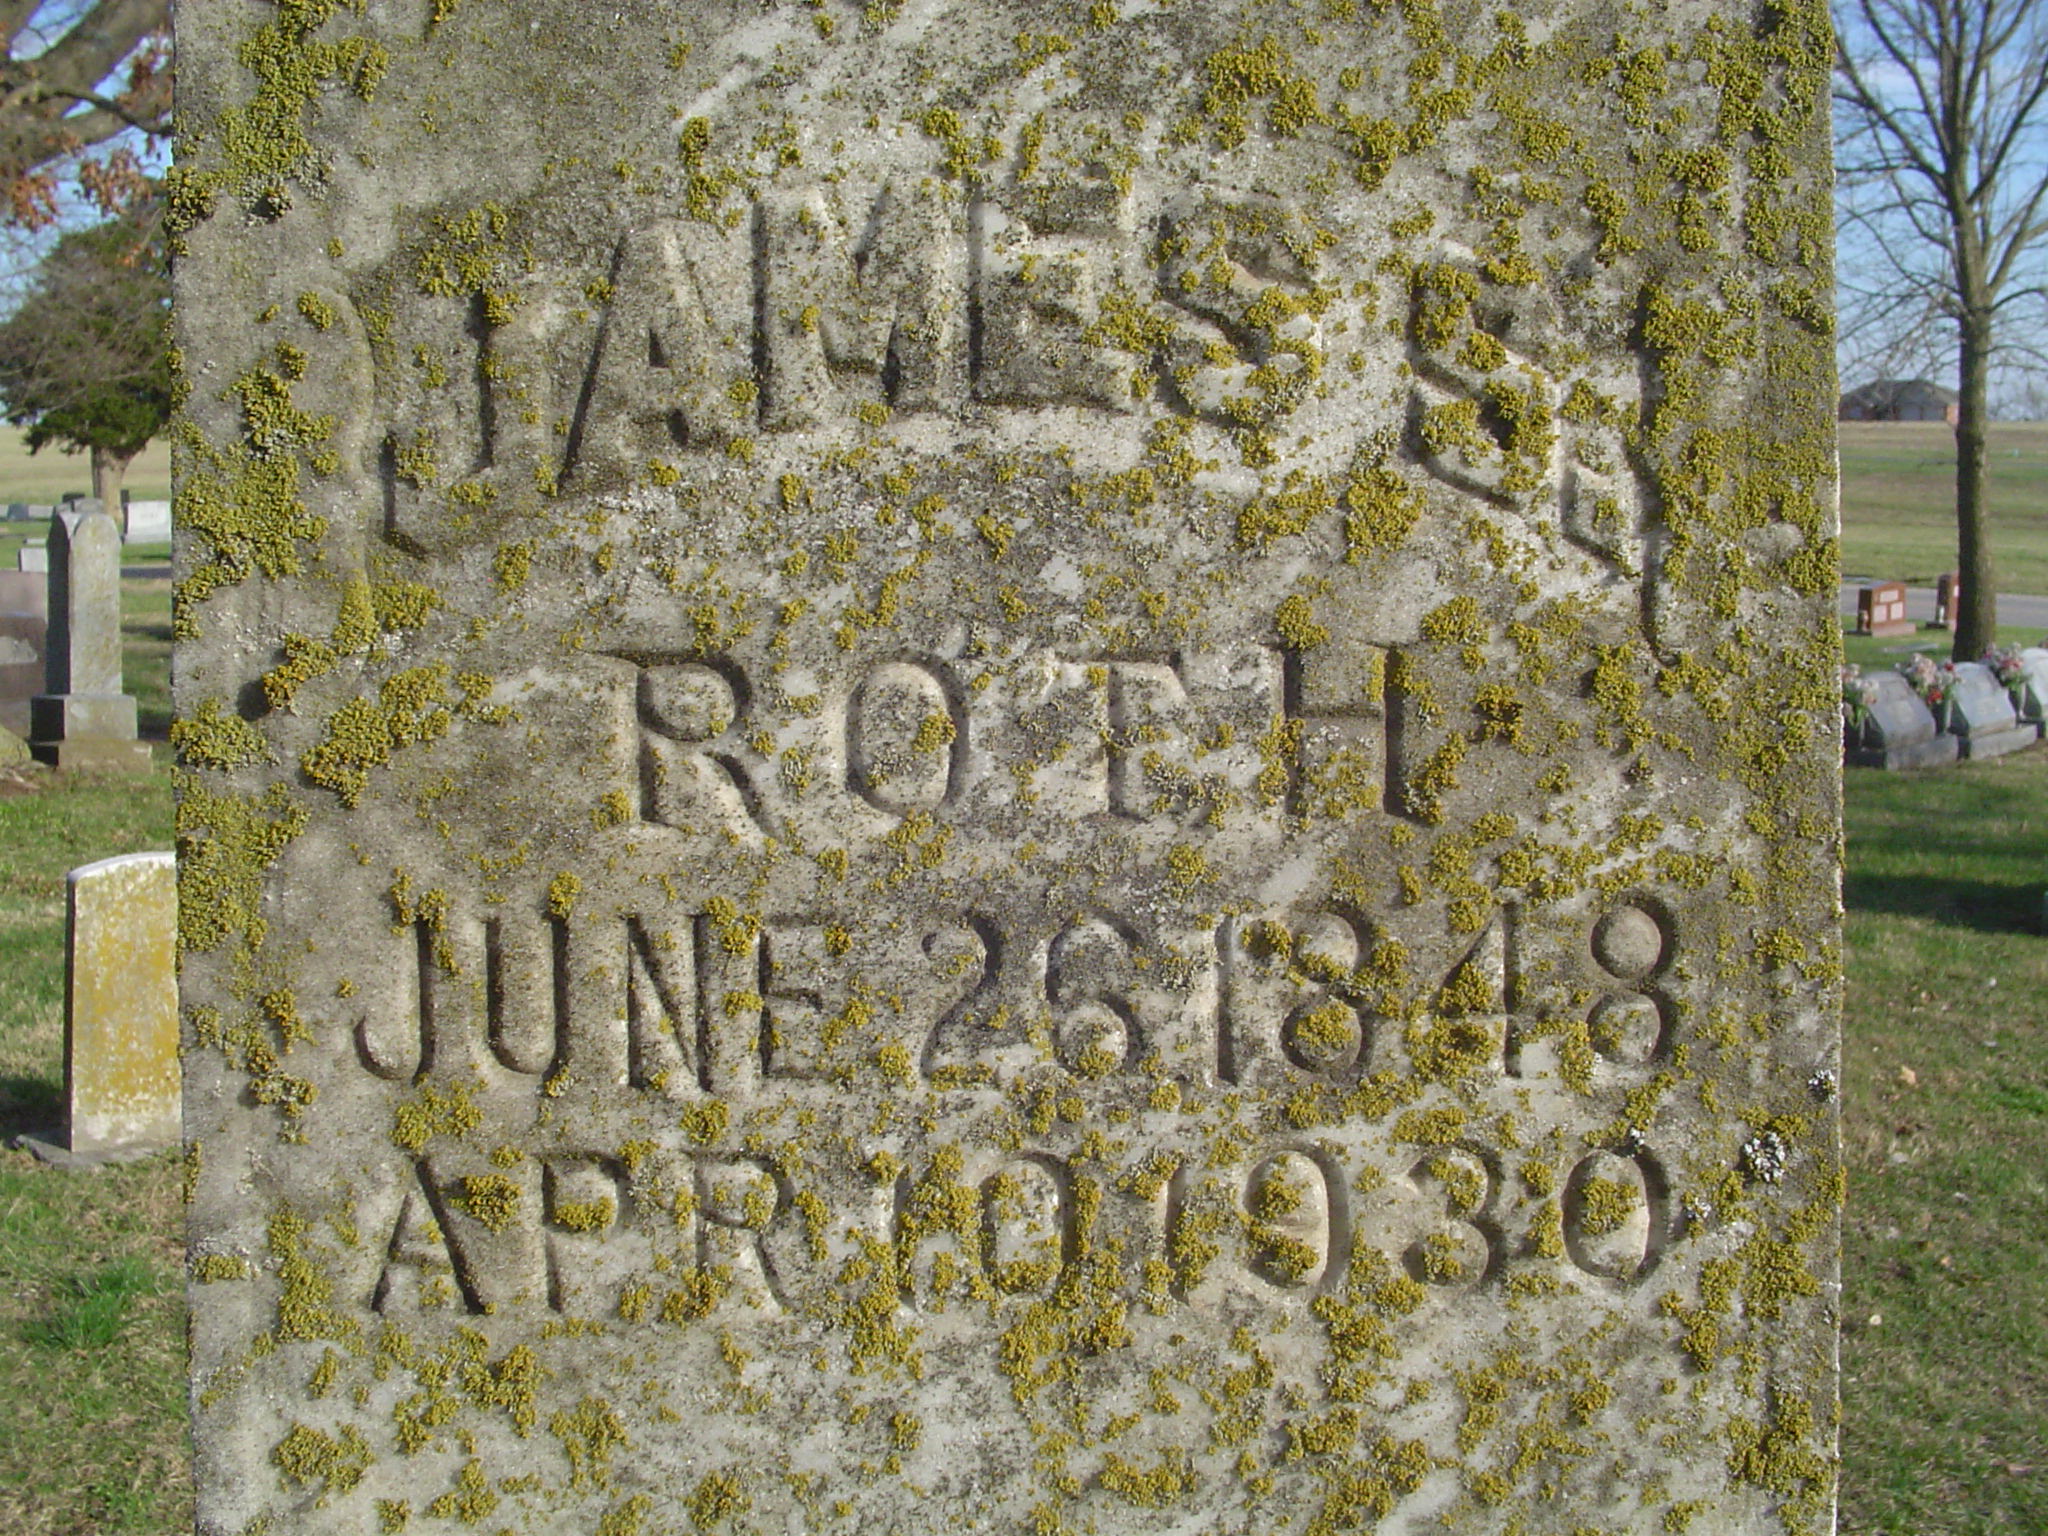 JAMES S.
ROTH
JUNE 26, 1848
APR. 10, 1930